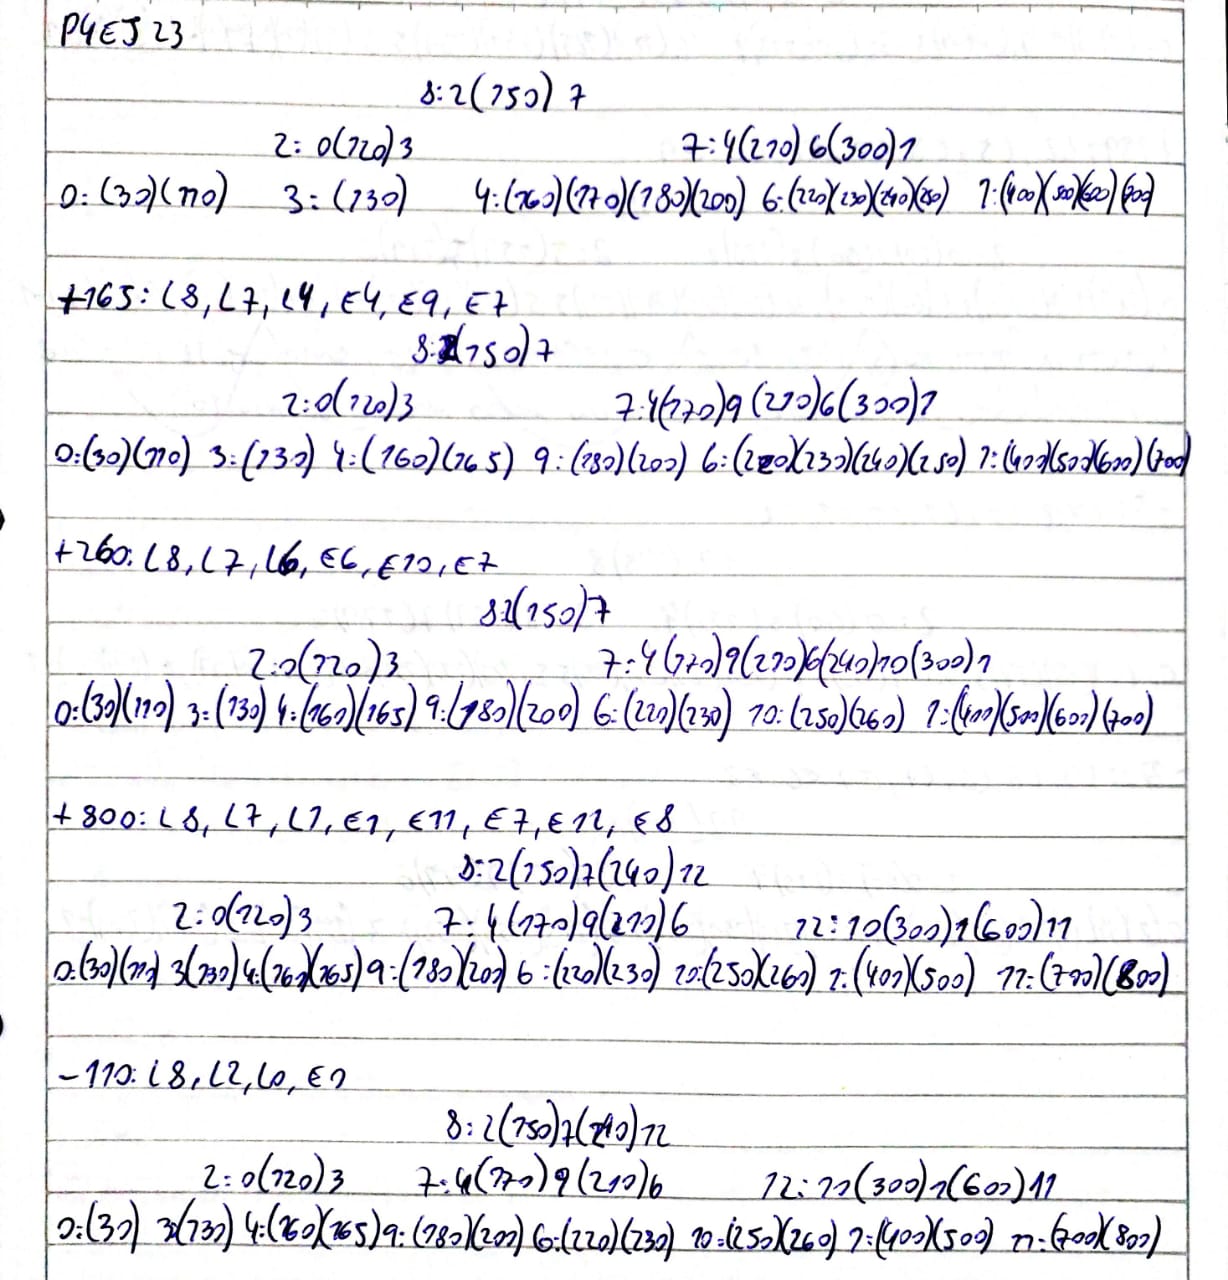 P4EJ23
8:2(150)7
2:0(120)3 7:4(210)6(300)1
0:(30)(110) 3:(130) 4:(160)(170)(180)(200) 6:(220)(230)(240)(250) 1:(400)(500)(600)(700)
+165: L8, L7, L4, E4, E9, E7
8:2(150)7
2:0(120)3 7:4(170)9(210)6(300)1
0:(30)(110) 3:(130) 4:(160)(165) 9:(180)(200) 6:(220)(230)(240)(250) 1:(400)(500)(600)(700)
+260: L8, L7, L6, E6, E10, E7
8:2(150)7
2:0(120)3 7:4(170)9(210)6(240)10(300)1
0:(30)(110) 3:(130) 4:(160)(165) 9:(180)(200) 6:(220)(230) 10:(250)(260) 1:(400)(500)(600)(700)
+800: L8, L7, L1, E1, E11, E7, E12, E8
8:2(150)7(240)12
2:0(120)3 7:4(170)9(210)6 12:10(300)1(600)11
0:(30)(110) 3(130) 4:(160)(165) 9:(180)(200) 6:(220)(230) 10:(250)(260) 1:(400)(500) 11:(700)(800)
-110: L8, L2, L0, E0
8:2(150)7(240)12
2:0(120)3 7:4(170)9(210)6 12:10(300)1(600)11
0:(30) 3(130) 4:(160)(165) 9:(180)(200) 6:(220)(230) 10:(250)(260) 1:(400)(500) 11:(700)(800)